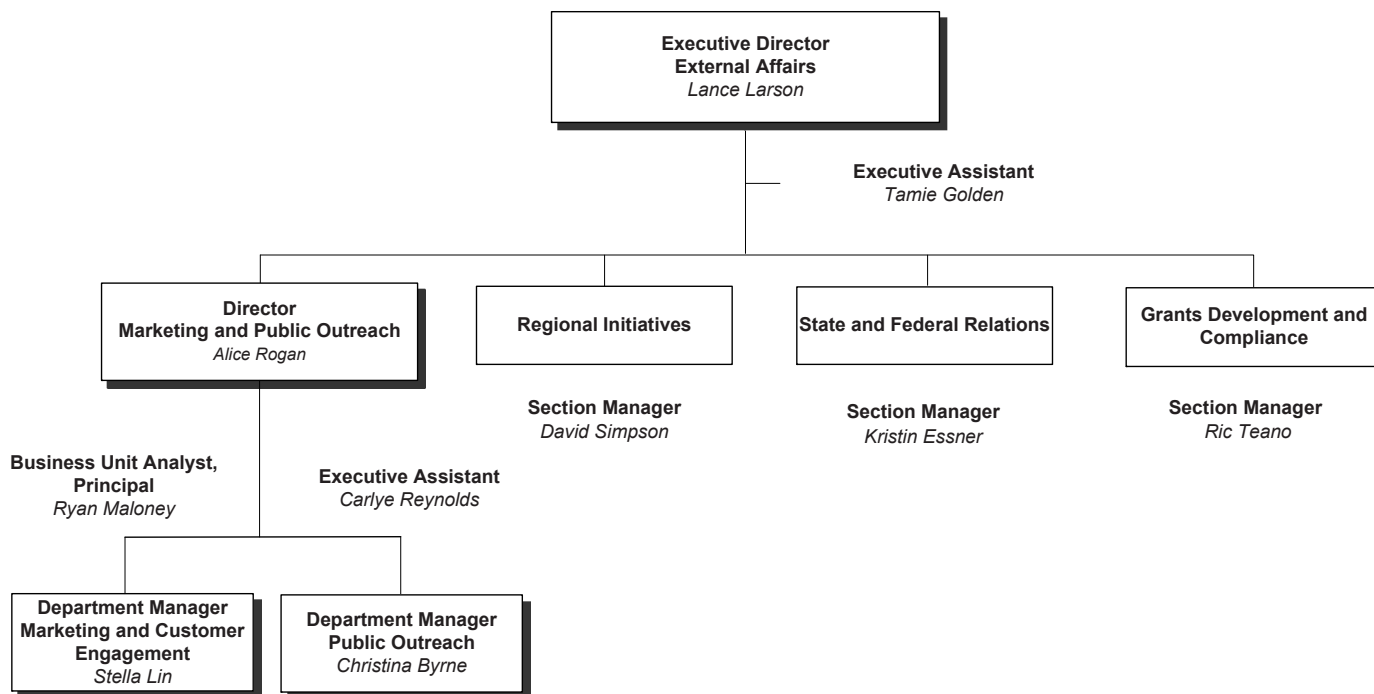 Executive Director
External Affairs
Lance Larson
Executive Assistant
Tamie Golden
Director
Marketing and Public Outreach
Alice Rogan
Regional Initiatives
State and Federal Relations
Grants Development and
Compliance
Section Manager
David Simpson
Section Manager
Kristin Essner
Section Manager
Ric Teano
Business Unit Analyst,
Principal
Ryan Maloney
Executive Assistant
Carlye Reynolds
Department Manager
Marketing and Customer
Engagement
Stella Lin
Department Manager
Public Outreach
Christina Byrne